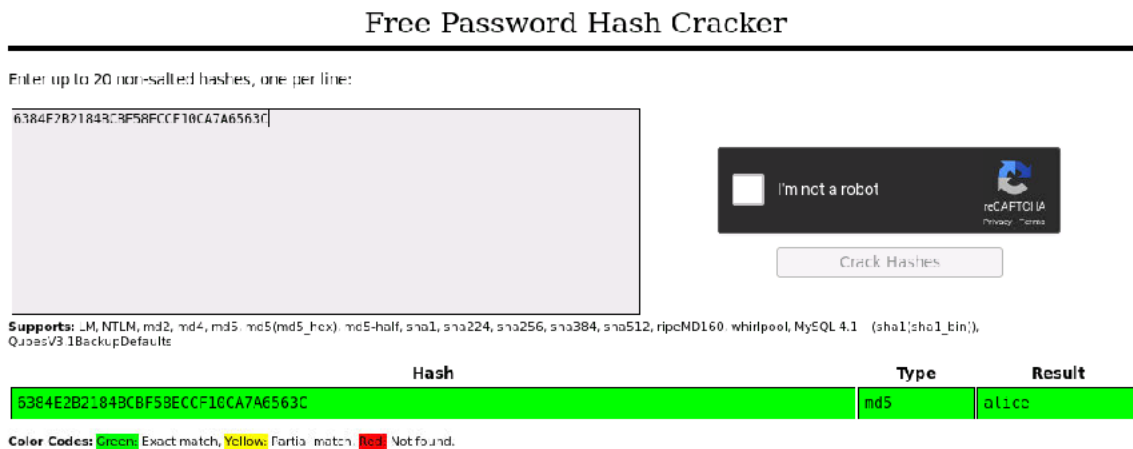 Free Password Hash Cracker
Enter up to 20 non-salted hashes, one per line:
6384E2B2184BCBF58ECCF10CA7A6563C
I'm not a robot
reCAPTCHA
Privacy - Terms
Crack Hashes
Supports: LM, NTLM, md2, md4, md5, md5(md5_hex), md5-half, sha1, sha224, sha256, sha384, sha512, ripeMD160, whirlpool, MySQL 4.1+ (sha1(sha1_bin)),
QubesV3.1BackupDefaults
Hash Type Result
6384E2B2184BCBF58ECCF10CA7A6563C md5 alice
Color Codes: Green: Exact match, Yellow: Partial match, Red: Not found.